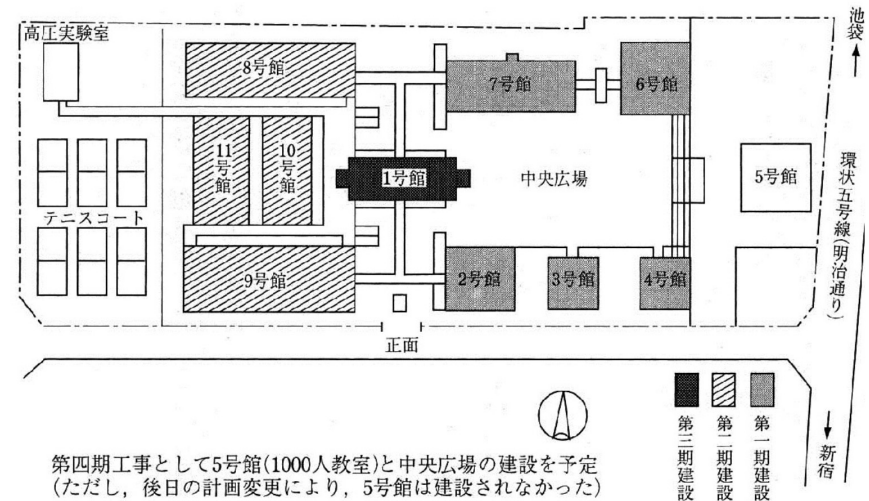 高圧実験室
8号館
7号館
6号館
池袋
11号館
10号館
1号館
中央広場
5号館
テニスコート
環状五号線(明治通り)
9号館
2号館
3号館
4号館
正面
第三期建設
第二期建設
第一期建設
新宿
第四期工事として5号館(1000人教室)と中央広場の建設を予定
(ただし，後日の計画変更により，5号館は建設されなかった)